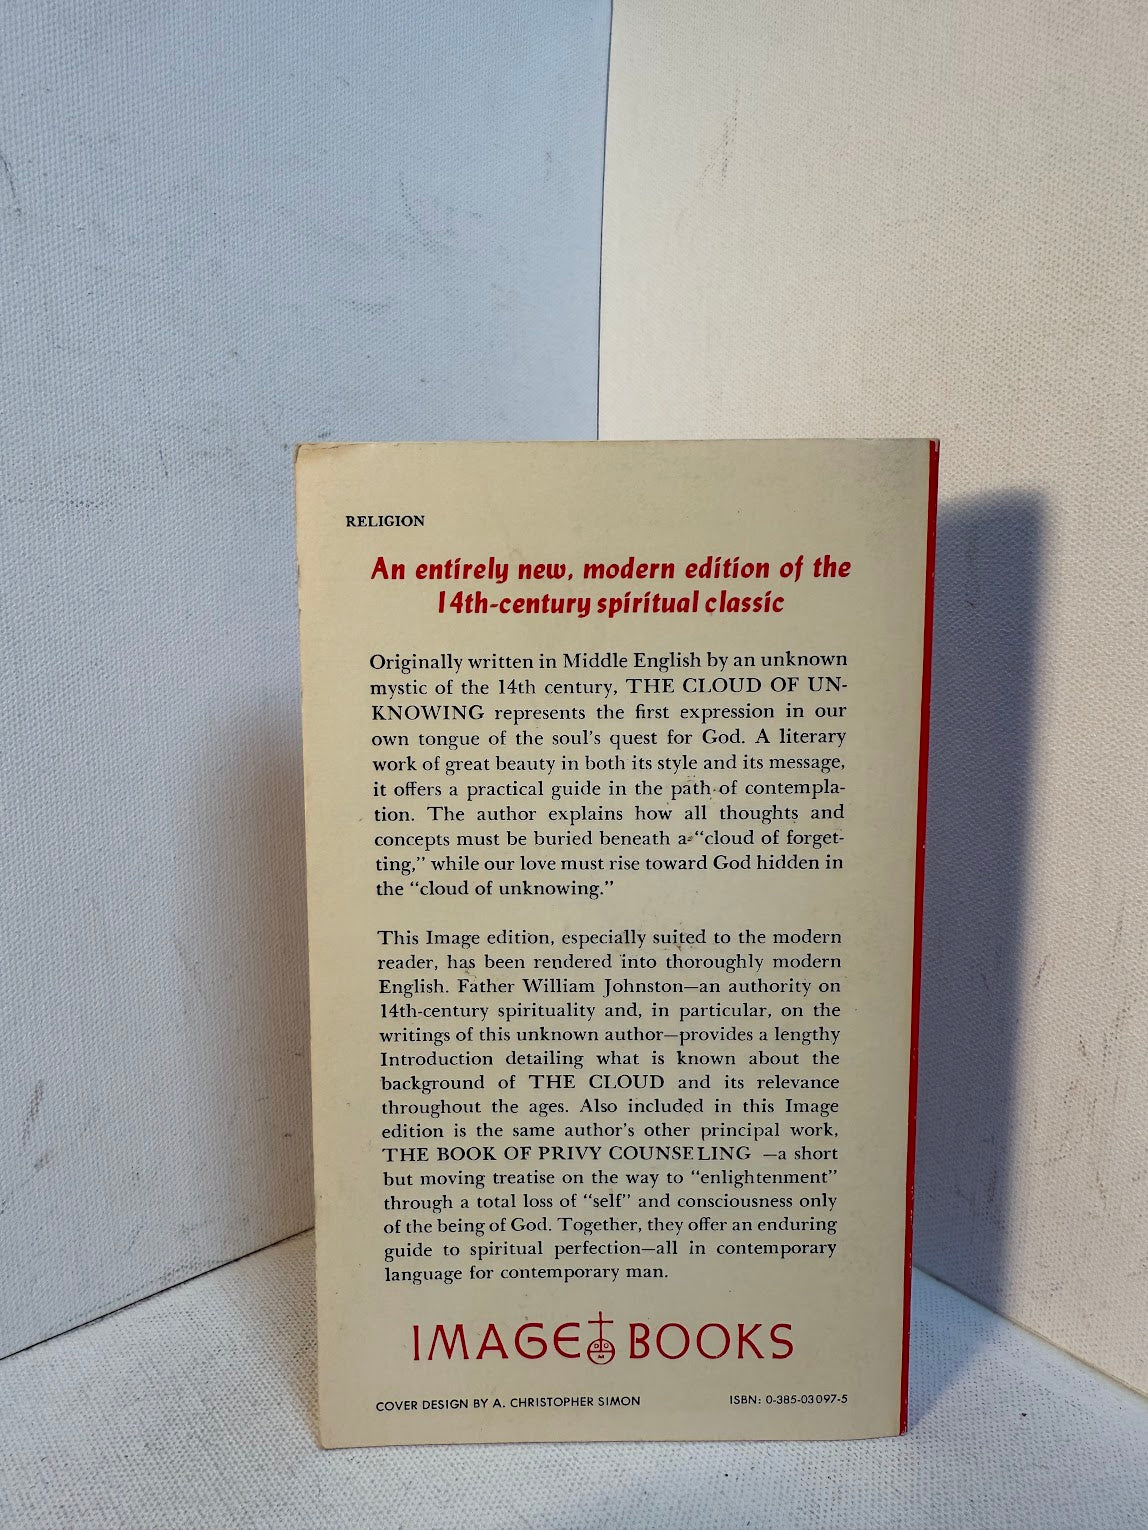 RELIGION
An entirely new, modern edition of the
14th-century spiritual classic
Originally written in Middle English by an unknown
mystic of the 14th century, THE CLOUD OF UN-
KNOWING represents the first expression in our
own tongue of the soul's quest for God. A literary
work of great beauty in both its style and its message,
it offers a practical guide in the path of contempla-
tion. The author explains how all thoughts and
concepts must be buried beneath a "cloud of forget-
ting," while our love must rise toward God hidden in
the "cloud of unknowing."
This Image edition, especially suited to the modern
reader, has been rendered into thoroughly modern
English. Father William Johnston—an authority on
14th-century spirituality and, in particular, on the
writings of this unknown author—provides a lengthy
Introduction detailing what is known about the
background of THE CLOUD and its relevance
throughout the ages. Also included in this Image
edition is the same author's other principal work,
THE BOOK OF PRIVY COUNSELING —a short
but moving treatise on the way to "enlightenment"
through a total loss of "self" and consciousness only
of the being of God. Together, they offer an enduring
guide to spiritual perfection—all in contemporary
language for contemporary man.
IMAGE BOOKS
COVER DESIGN BY A. CHRISTOPHER SIMON ISBN: 0-385-03097-5